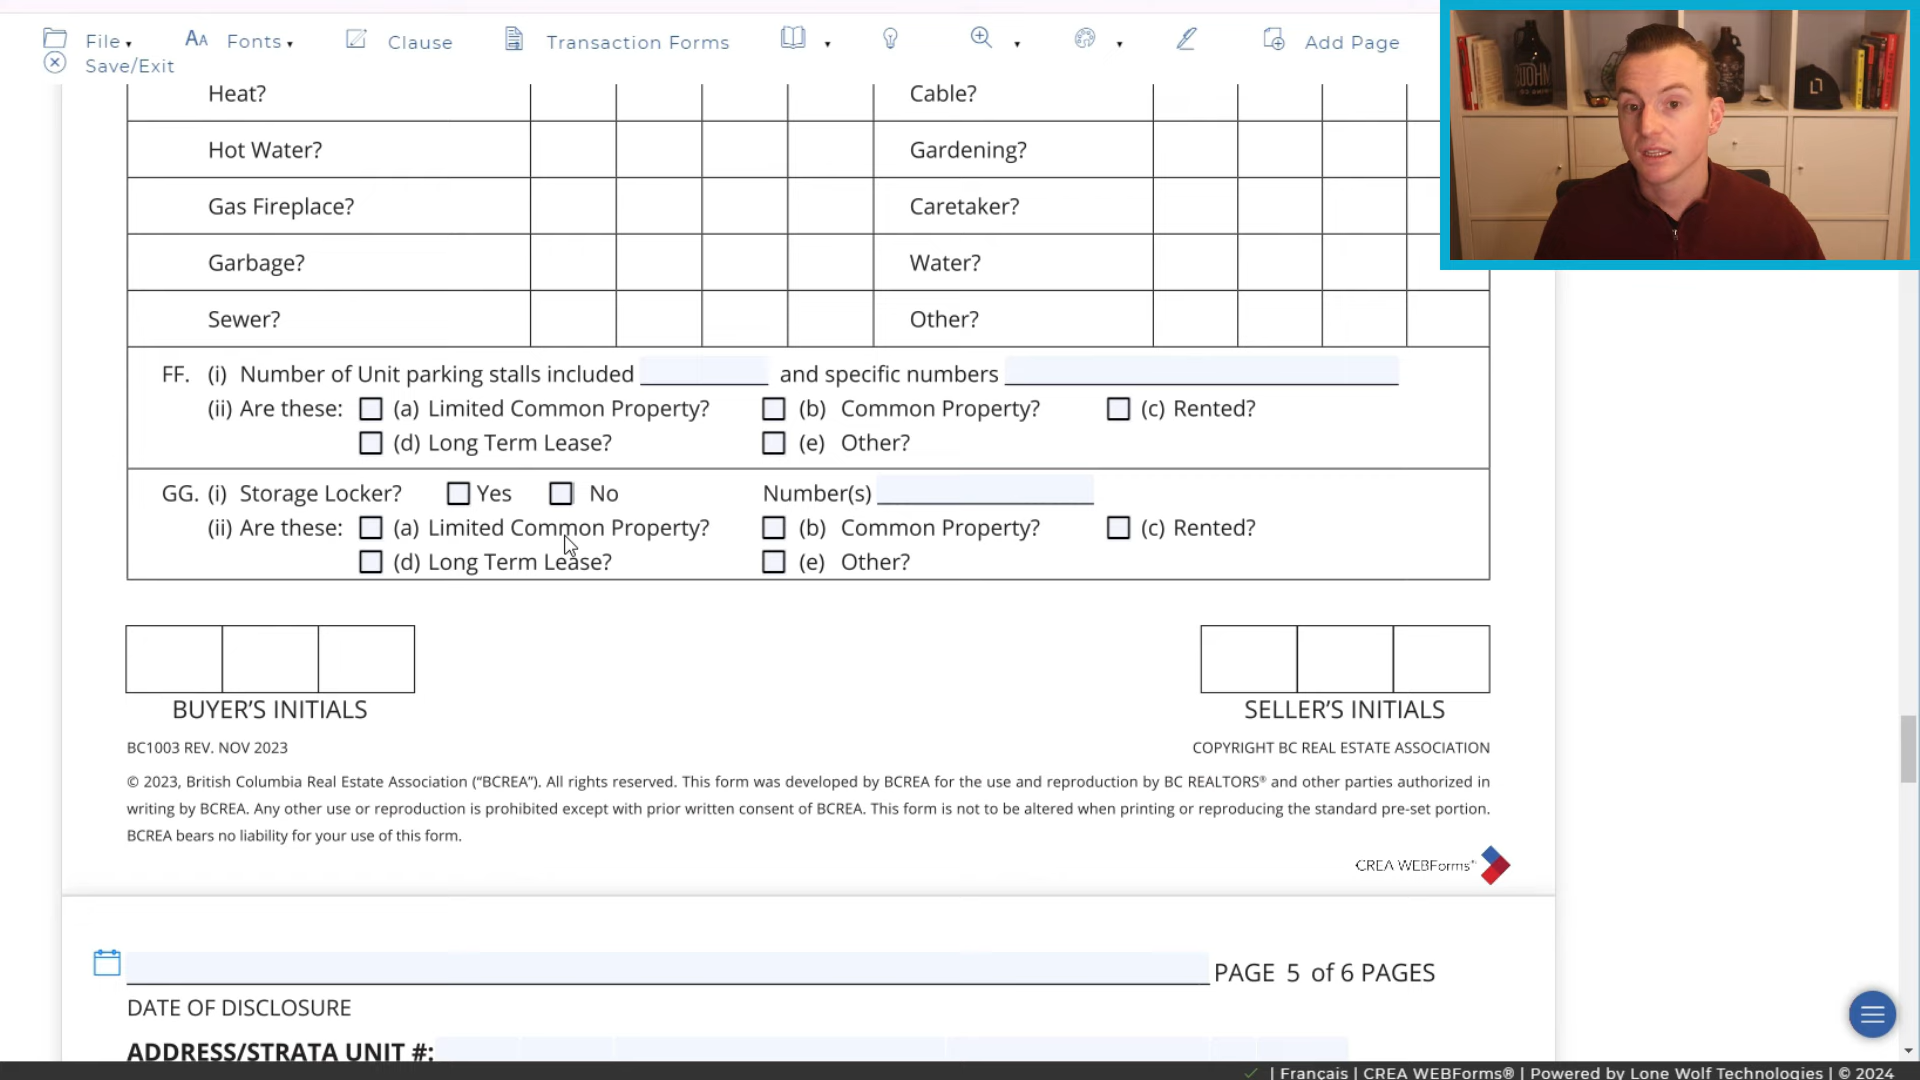 File Fonts Clause Transaction Forms Add Page
Save/Exit
Heat? Cable?
Hot Water? Gardening?
Gas Fireplace? Caretaker?
Garbage? Water?
Sewer? Other?
FF. (i) Number of Unit parking stalls included and specific numbers
(ii) Are these: (a) Limited Common Property? (b) Common Property? (c) Rented?
(d) Long Term Lease? (e) Other?
GG. (i) Storage Locker? Yes No Number(s)
(ii) Are these: (a) Limited Common Property? (b) Common Property? (c) Rented?
(d) Long Term Lease? (e) Other?
BUYER'S INITIALS SELLER'S INITIALS
BC1003 REV. NOV 2023 COPYRIGHT BC REAL ESTATE ASSOCIATION
© 2023, British Columbia Real Estate Association ("BCREA"). All rights reserved. This form was developed by BCREA for the use and reproduction by BC REALTORS® and other parties authorized in
writing by BCREA. Any other use or reproduction is prohibited except with prior written consent of BCREA. This form is not to be altered when printing or reproducing the standard pre-set portion.
BCREA bears no liability for your use of this form.
CREA WEBForms®
PAGE 5 of 6 PAGES
DATE OF DISCLOSURE
ADDRESS/STRATA UNIT #:
| Français | CREA WEBForms® | Powered by Lone Wolf Technologies | © 2024